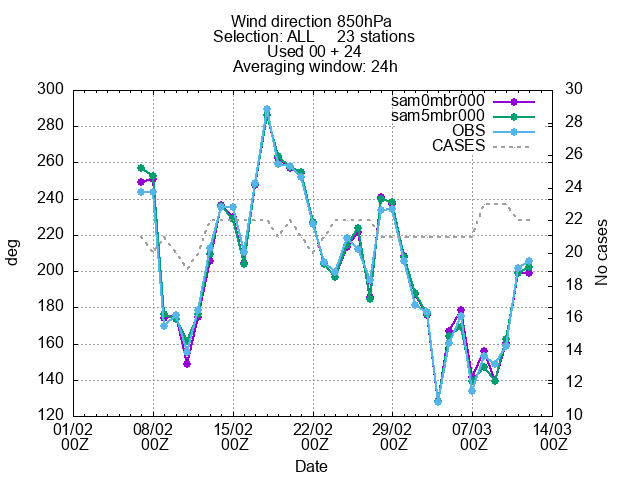 Wind direction 850hPa
Selection: ALL 23 stations
Used 00 + 24
Averaging window: 24h
300
280
260
240
220
200
180
160
140
120
deg
30
28
26
24
22
20
18
16
14
12
10
No cases
sam0mbr000
sam5mbr000
OBS
CASES
01/02 08/02 15/02 22/02 29/02 07/03 14/03
00Z 00Z 00Z 00Z 00Z 00Z 00Z
Date